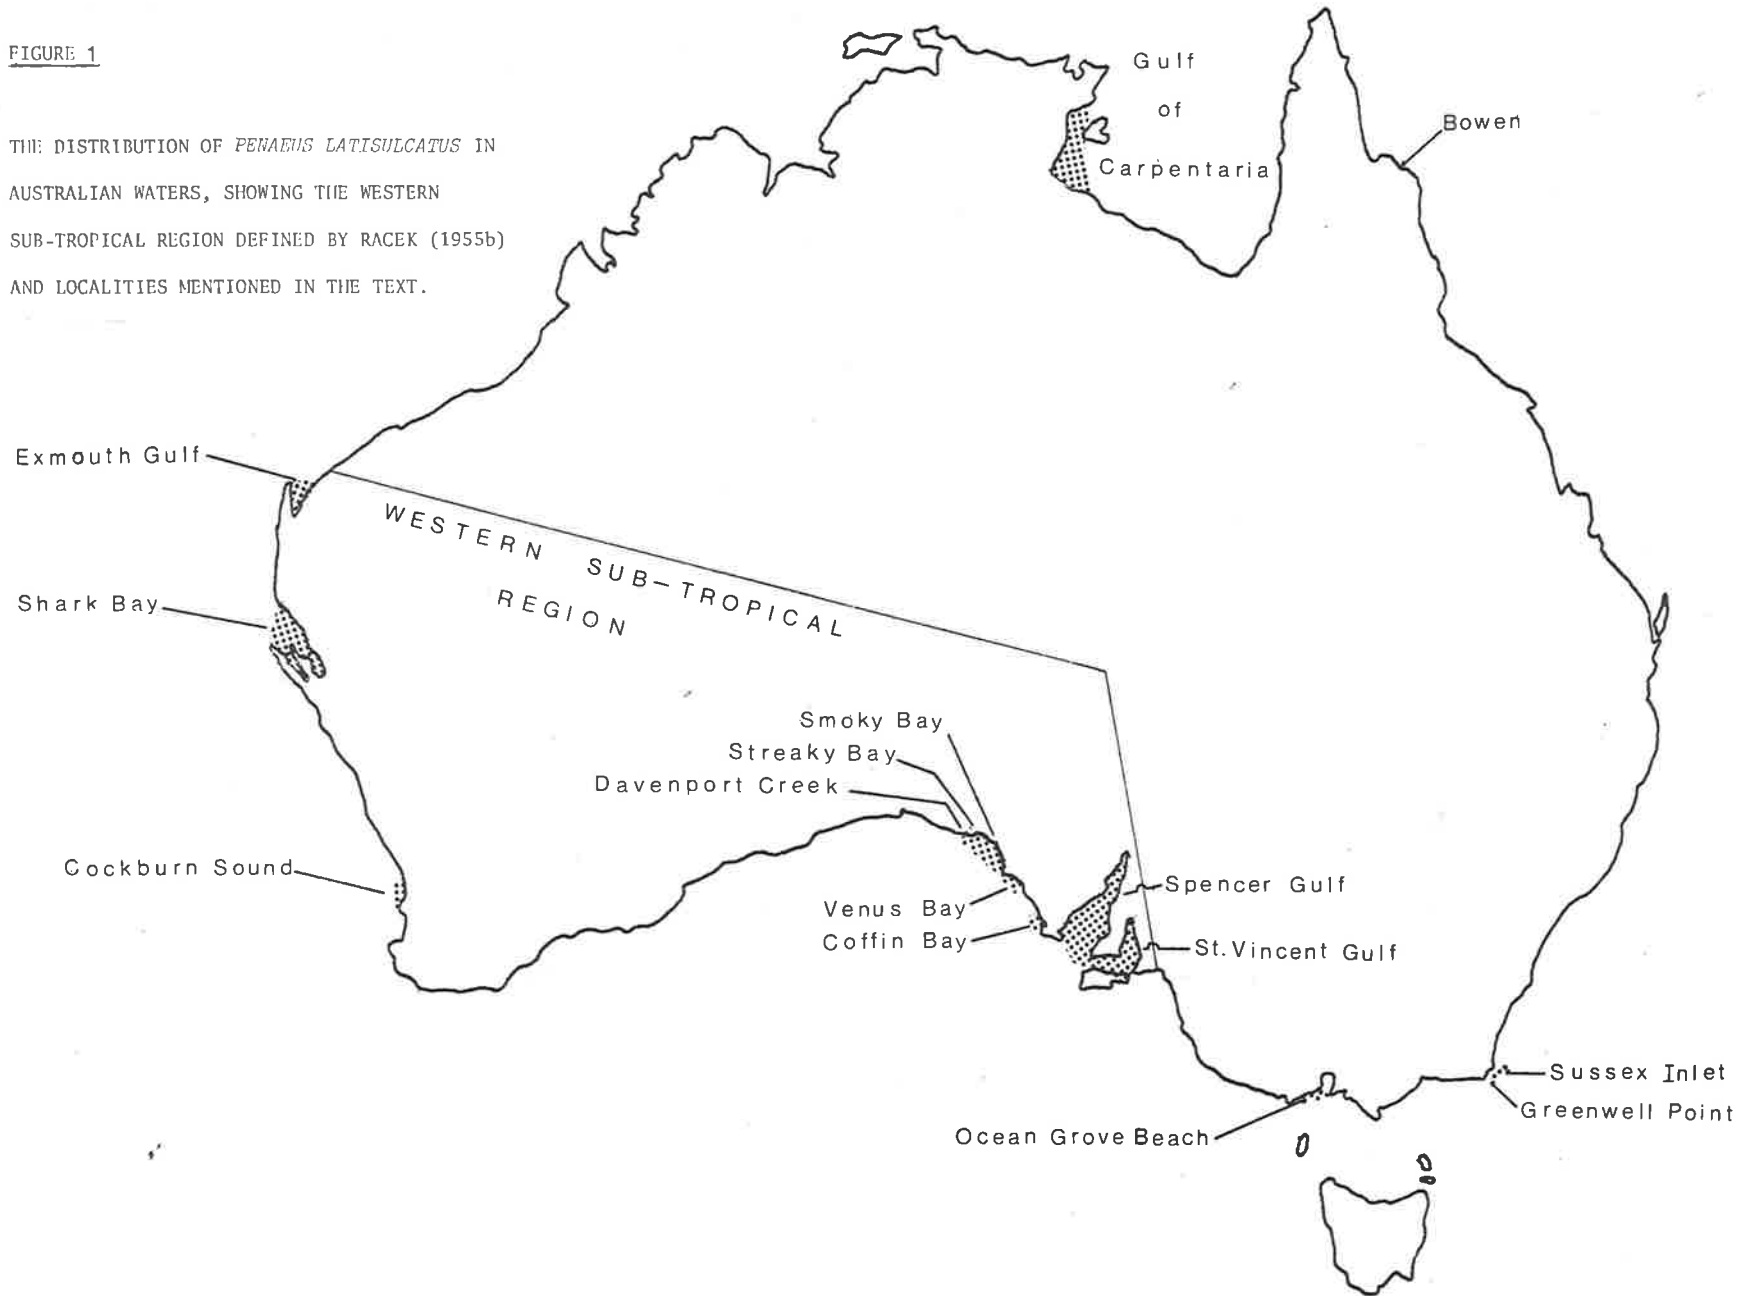 FIGURE 1
THE DISTRIBUTION OF PENAEUS LATISULCATUS IN
AUSTRALIAN WATERS, SHOWING THE WESTERN
SUB-TROPICAL REGION DEFINED BY RACEK (1955b)
AND LOCALITIES MENTIONED IN THE TEXT.
Gulf
of
Carpentaria
Bowen
Exmouth Gulf
WESTERN SUB-TROPICAL
REGION
Shark Bay
Smoky Bay
Streaky Bay
Davenport Creek
Cockburn Sound
Venus Bay
Coffin Bay
Spencer Gulf
St.Vincent Gulf
Sussex Inlet
Greenwell Point
Ocean Grove Beach